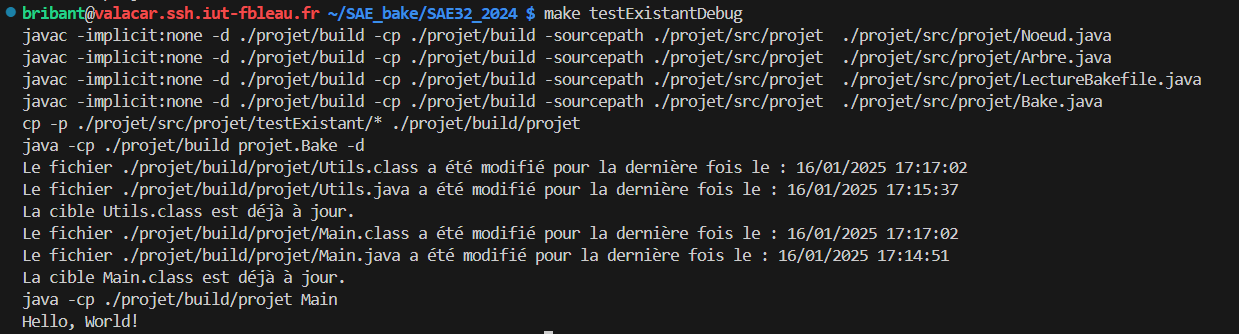 bribant@valacar.ssh.iut-fbleau.fr ~/SAE_bake/SAE32_2024 $ make testExistantDebug
javac -implicit:none -d ./projet/build -cp ./projet/build -sourcepath ./projet/src/projet  ./projet/src/projet/Noeud.java
javac -implicit:none -d ./projet/build -cp ./projet/build -sourcepath ./projet/src/projet  ./projet/src/projet/Arbre.java
javac -implicit:none -d ./projet/build -cp ./projet/build -sourcepath ./projet/src/projet  ./projet/src/projet/LectureBakefile.java
javac -implicit:none -d ./projet/build -cp ./projet/build -sourcepath ./projet/src/projet  ./projet/src/projet/Bake.java
cp -p ./projet/src/projet/testExistant/* ./projet/build/projet
java -cp ./projet/build projet.Bake -d
Le fichier ./projet/build/projet/Utils.class a été modifié pour la dernière fois le : 16/01/2025 17:17:02
Le fichier ./projet/build/projet/Utils.java a été modifié pour la dernière fois le : 16/01/2025 17:15:37
La cible Utils.class est déjà à jour.
Le fichier ./projet/build/projet/Main.class a été modifié pour la dernière fois le : 16/01/2025 17:17:02
Le fichier ./projet/build/projet/Main.java a été modifié pour la dernière fois le : 16/01/2025 17:14:51
La cible Main.class est déjà à jour.
java -cp ./projet/build/projet Main
Hello, World!